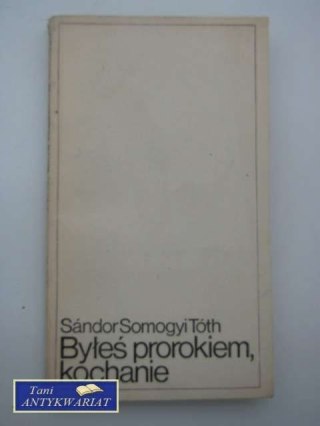 Sándor Somogyi Tóth
Byłeś prorokiem,
kochanie
Tani
ANTYKWARIAT